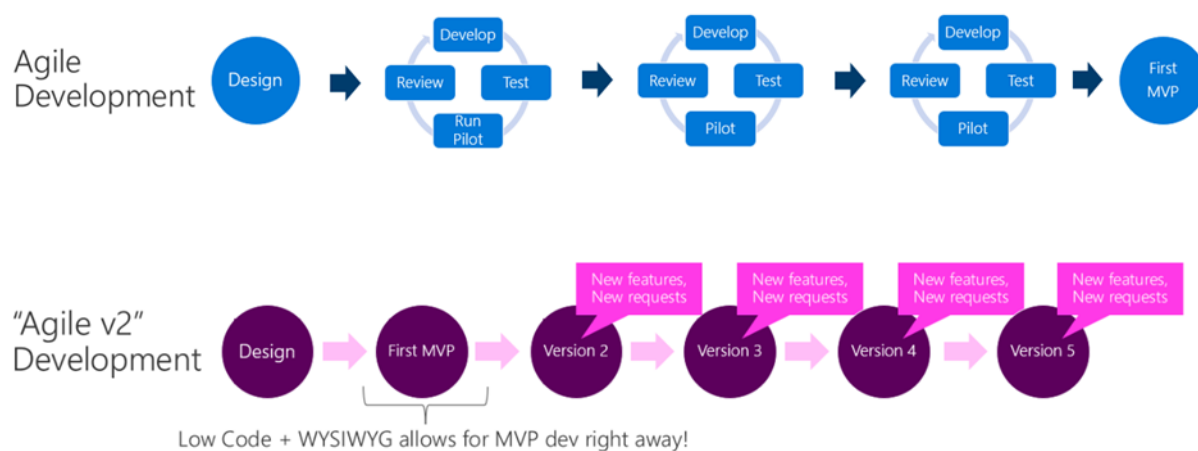 Agile
Development
Design
Develop
Review
Test
Run
Pilot
Develop
Review
Test
Pilot
Develop
Review
Test
Pilot
First
MVP
"Agile v2"
Development
Design
First MVP
New features,
New requests
Version 2
New features,
New requests
Version 3
New features,
New requests
Version 4
New features,
New requests
Version 5
Low Code + WYSIWYG allows for MVP dev right away!